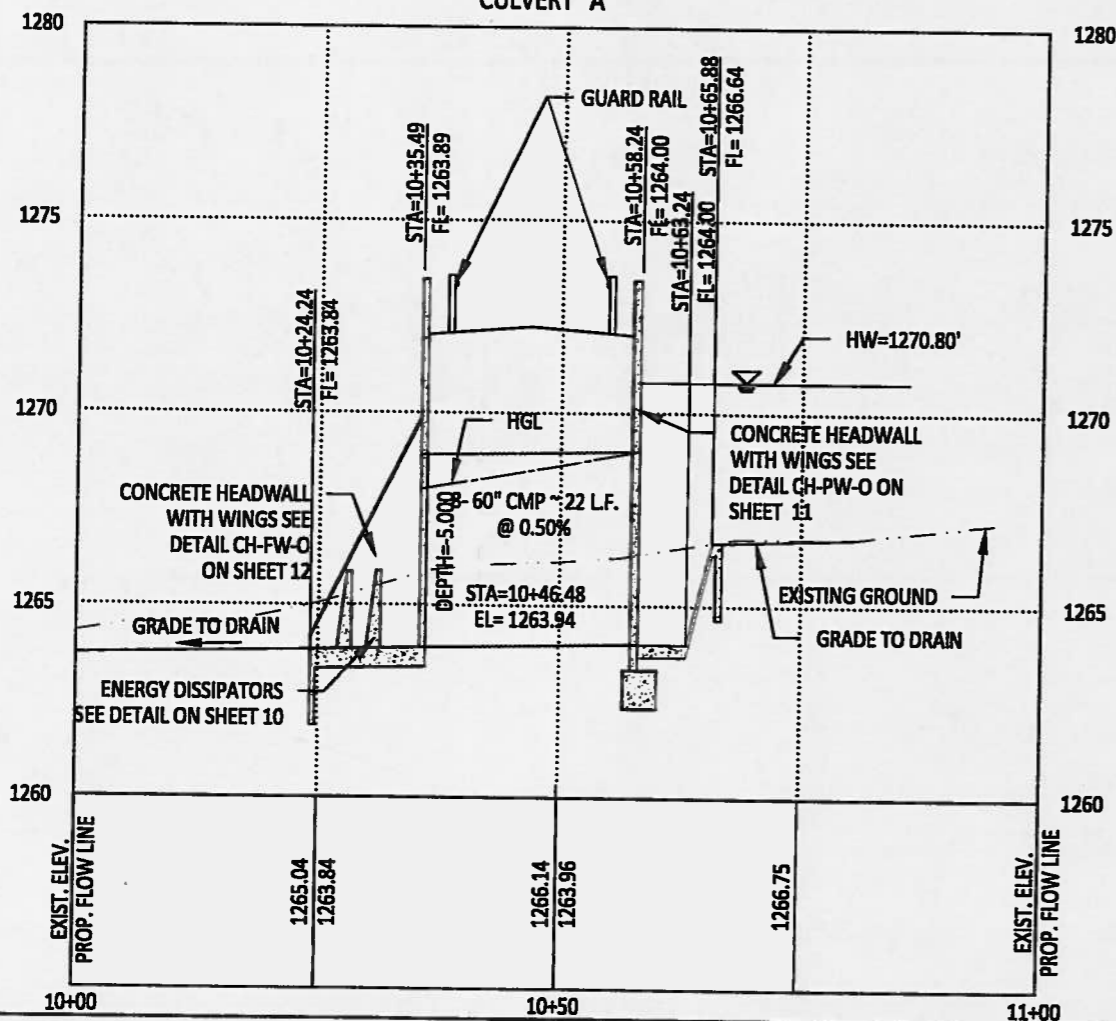 CULVERT "A"
1280
1280
GUARD RAIL
STA=10+65.88
FL= 1266.64
STA=10+35.49
FL= 1263.89
STA=10+58.24
FL= 1264.00
STA=10+63.24
FL= 1264.00
1275
1275
STA=10+24.24
FL= 1263.84
HW=1270.80'
1270
1270
HGL
CONCRETE HEADWALL
WITH WINGS SEE
DETAIL CH-PW-O ON
SHEET 11
CONCRETE HEADWALL
WITH WINGS SEE
DETAIL CH-FW-O
ON SHEET 12
60" CMP ~ 22 L.F.
@ 0.50%
DEPTH=-5.000
STA=10+46.48
EL= 1263.94
1265
1265
EXISTING GROUND
GRADE TO DRAIN
GRADE TO DRAIN
ENERGY DISSIPATORS
SEE DETAIL ON SHEET 10
1260
1260
EXIST. ELEV.
PROP. FLOW LINE
1265.04
1263.84
1266.14
1263.96
1266.75
EXIST. ELEV.
PROP. FLOW LINE
10+00
10+50
11+00